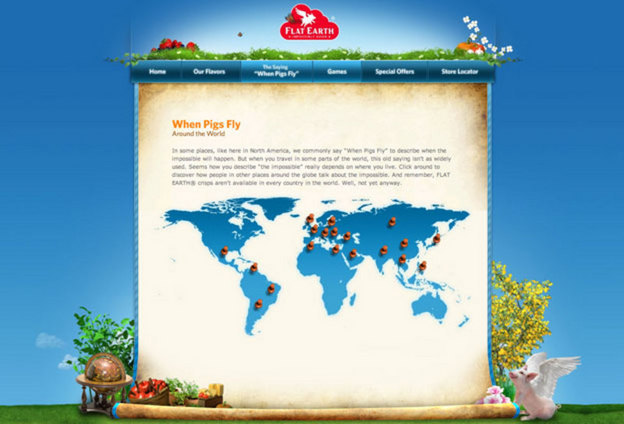 FLAT EARTH
Home
Our Flavors
The Saying
"When Pigs Fly"
Games
Special Offers
Store Locator
When Pigs Fly
Around the World
In some places, like here in North America, we commonly say "When Pigs Fly" to describe when the
impossible will happen. But when you travel in some parts of the world, this old saying isn't as widely
used. Seems now you describe "the impossible" really depends on where you live. Click around to
discover how people in other places around the globe talk about the impossible. And remember, FLAT
EARTH® crisps aren't available in every country in the world. Well, not yet anyway.